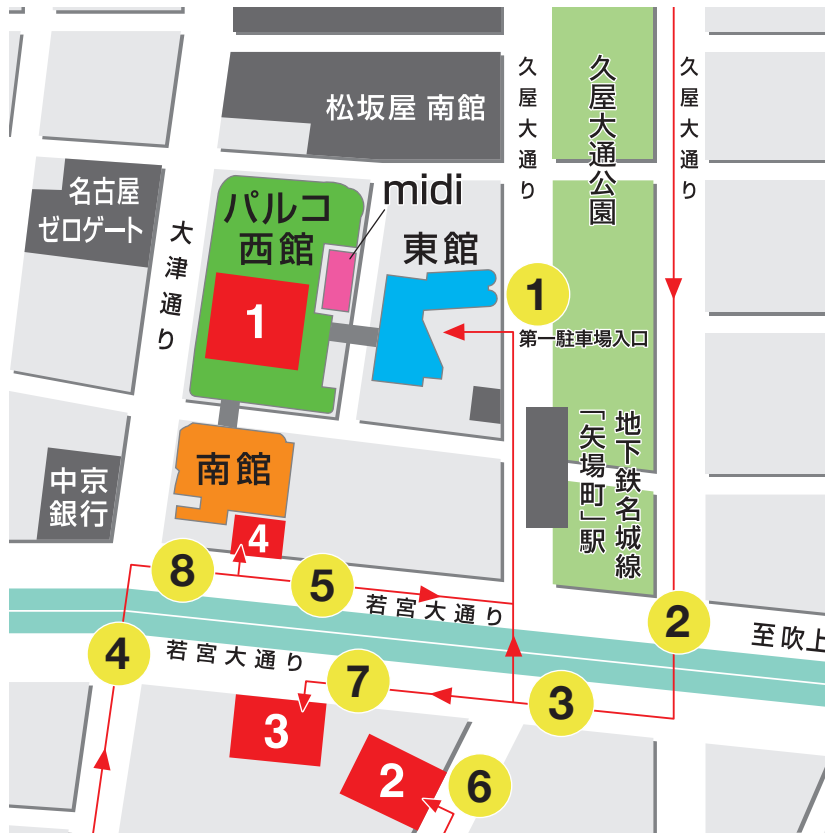 久屋大通り
久屋大通公園
久屋大通り
松坂屋 南館
名古屋
ゼロゲート
大津通り
パルコ
西館
midi
東館
1
1
第一駐車場入口
地下鉄名城線
「矢場町」駅
南館
中京
銀行
4
8
5
若宮大通り
2
至吹上
4
若宮大通り
7
3
3
2
6